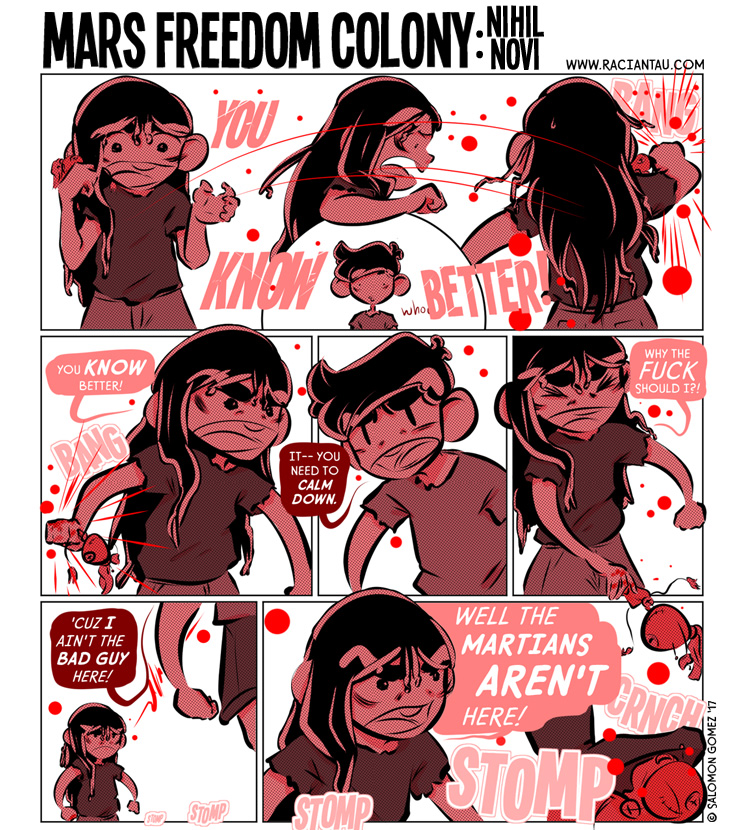 MARS FREEDOM COLONY: NIHIL
NOVI
WWW.RACIANTAU.COM
YOU
BANG
KNOW
whoa
BETTER!
YOU KNOW
BETTER!
BANG
IT-- YOU
NEED TO
CALM
DOWN.
WHY THE
FUCK
SHOULD I?!
'CUZ I
AIN'T THE
BAD GUY
HERE!
STOMP
STOMP
WELL THE
MARTIANS
AREN'T
HERE!
CRNCH
STOMP
STOMP
© SALOMON GOMEZ '17